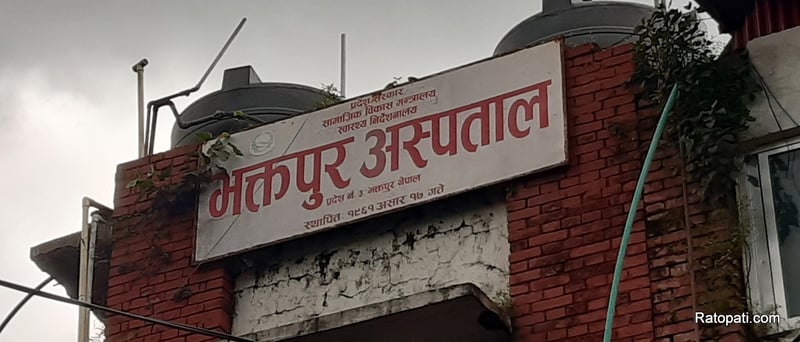 प्रदेश सरकार
सामाजिक विकास मन्त्रालय
स्वास्थ्य निर्देशनालय
भक्तपुर अस्पताल
प्रदेश नं. ३ भक्तपुर नेपाल
स्थापित १९६१ असार १७ गते
Ratopati.com